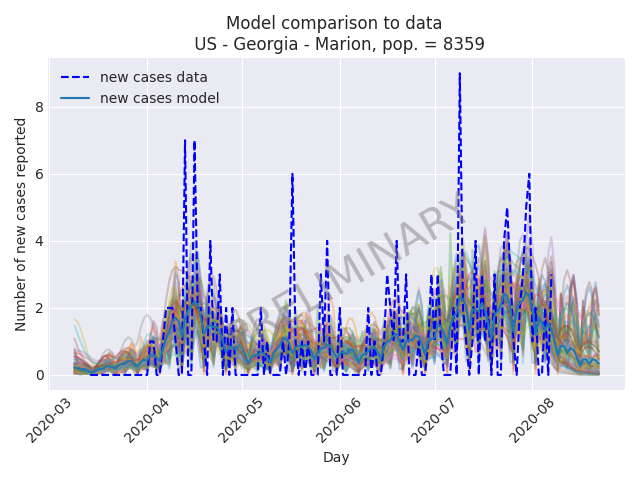 Model comparison to data
US - Georgia - Marion, pop. = 8359
new cases data
new cases model
Number of new cases reported
8
6
4
2
0
PRELIMINARY
2020-03
2020-04
2020-05
2020-06
2020-07
2020-08
Day